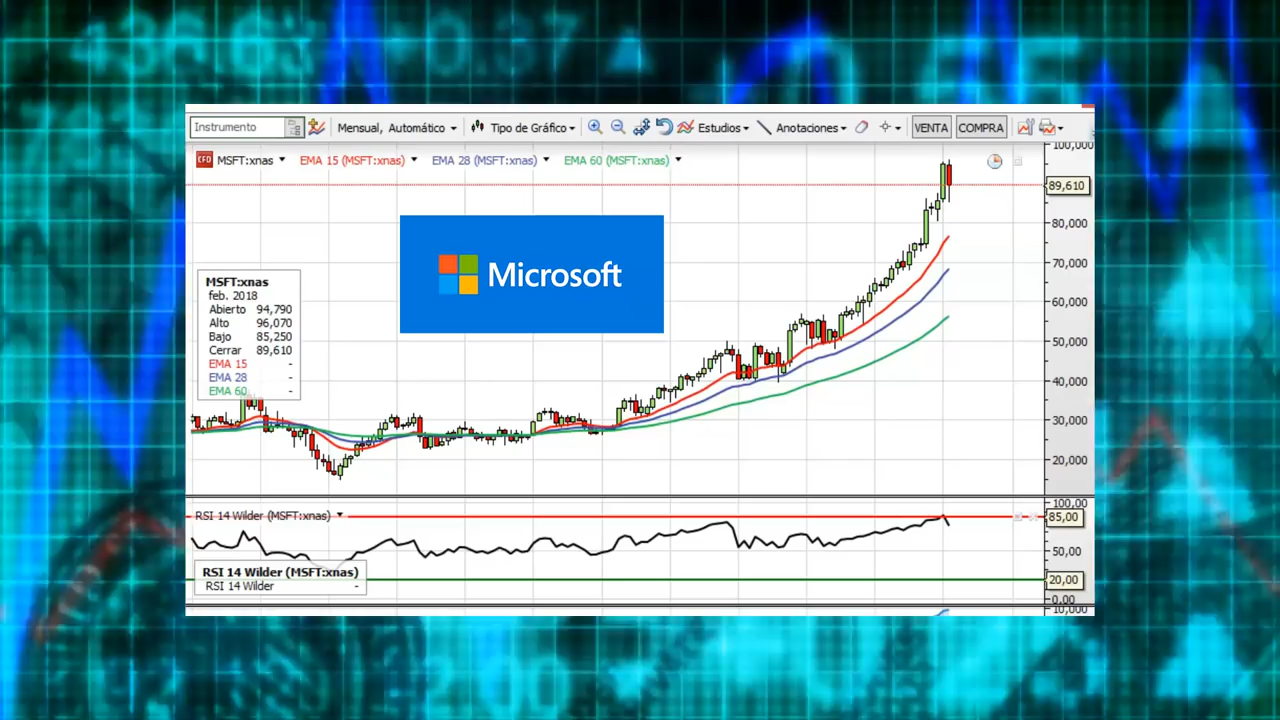 Instrumento Mensual, Automático Tipo de Gráfico Estudios Anotaciones VENTA COMPRA
CFD MSFT:xnas EMA 15 (MSFT:xnas) EMA 28 (MSFT:xnas) EMA 60 (MSFT:xnas)
100,000
89,610
80,000
70,000
60,000
50,000
40,000
30,000
20,000
Microsoft
MSFT:xnas
feb. 2018
Abierto 94,790
Alto 96,070
Bajo 85,250
Cerrar 89,610
EMA 15 -
EMA 28 -
EMA 60 -
RSI 14 Wilder (MSFT:xnas)
100,00
85,00
50,00
20,00
0,00
10,000
RSI 14 Wilder (MSFT:xnas)
RSI 14 Wilder -